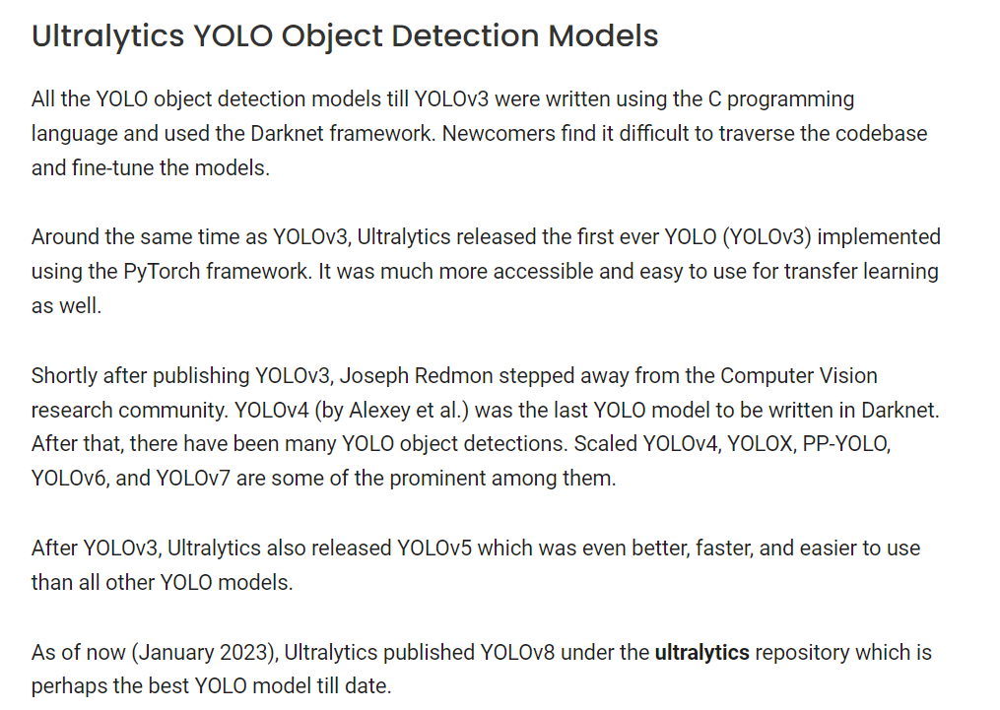 Ultralytics YOLO Object Detection Models
All the YOLO object detection models till YOLOv3 were written using the C programming
language and used the Darknet framework. Newcomers find it difficult to traverse the codebase
and fine-tune the models.
Around the same time as YOLOv3, Ultralytics released the first ever YOLO (YOLOv3) implemented
using the PyTorch framework. It was much more accessible and easy to use for transfer learning
as well.
Shortly after publishing YOLOv3, Joseph Redmon stepped away from the Computer Vision
research community. YOLOv4 (by Alexey et al.) was the last YOLO model to be written in Darknet.
After that, there have been many YOLO object detections. Scaled YOLOv4, YOLOX, PP-YOLO,
YOLOv6, and YOLOv7 are some of the prominent among them.
After YOLOv3, Ultralytics also released YOLOv5 which was even better, faster, and easier to use
than all other YOLO models.
As of now (January 2023), Ultralytics published YOLOv8 under the ultralytics repository which is
perhaps the best YOLO model till date.